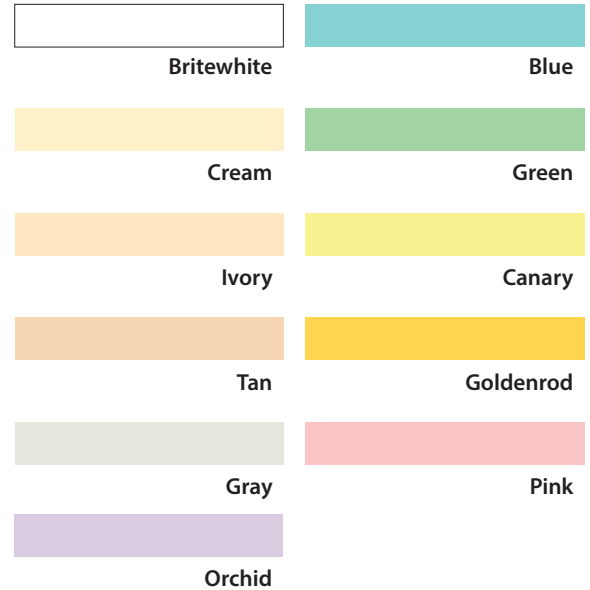 Britewhite
Blue
Cream
Green
Ivory
Canary
Tan
Goldenrod
Gray
Pink
Orchid